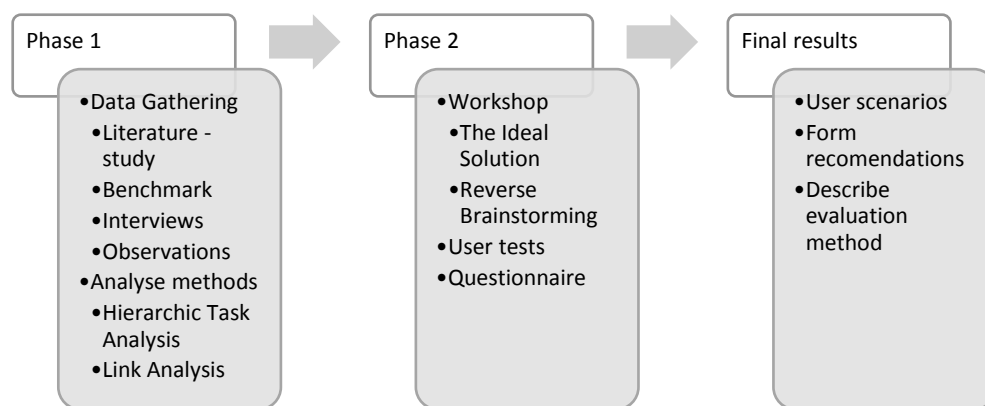 Phase 1
•Data Gathering
•Literature -
study
•Benchmark
•Interviews
•Observations
•Analyse methods
•Hierarchic Task
Analysis
•Link Analysis
Phase 2
•Workshop
•The Ideal
Solution
•Reverse
Brainstorming
•User tests
•Questionnaire
Final results
•User scenarios
•Form
recomendations
•Describe
evaluation
method